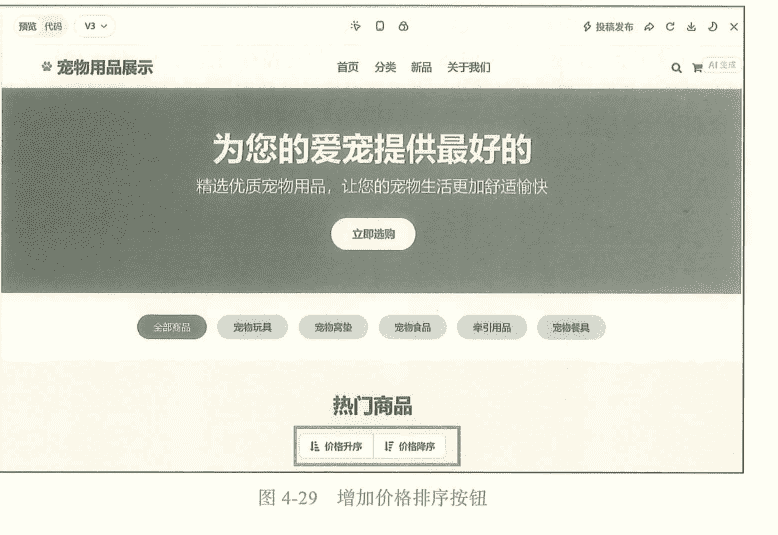 预览 代码 V3 投稿发布
宠物用品展示 首页 分类 新品 关于我们 AI 生成
为您的爱宠提供最好的
精选优质宠物用品，让您的宠物生活更加舒适愉快
立即选购
全部商品 宠物玩具 宠物窝垫 宠物食品 牵引用品 宠物餐具
热门商品
价格升序 价格降序
图 4-29 增加价格排序按钮